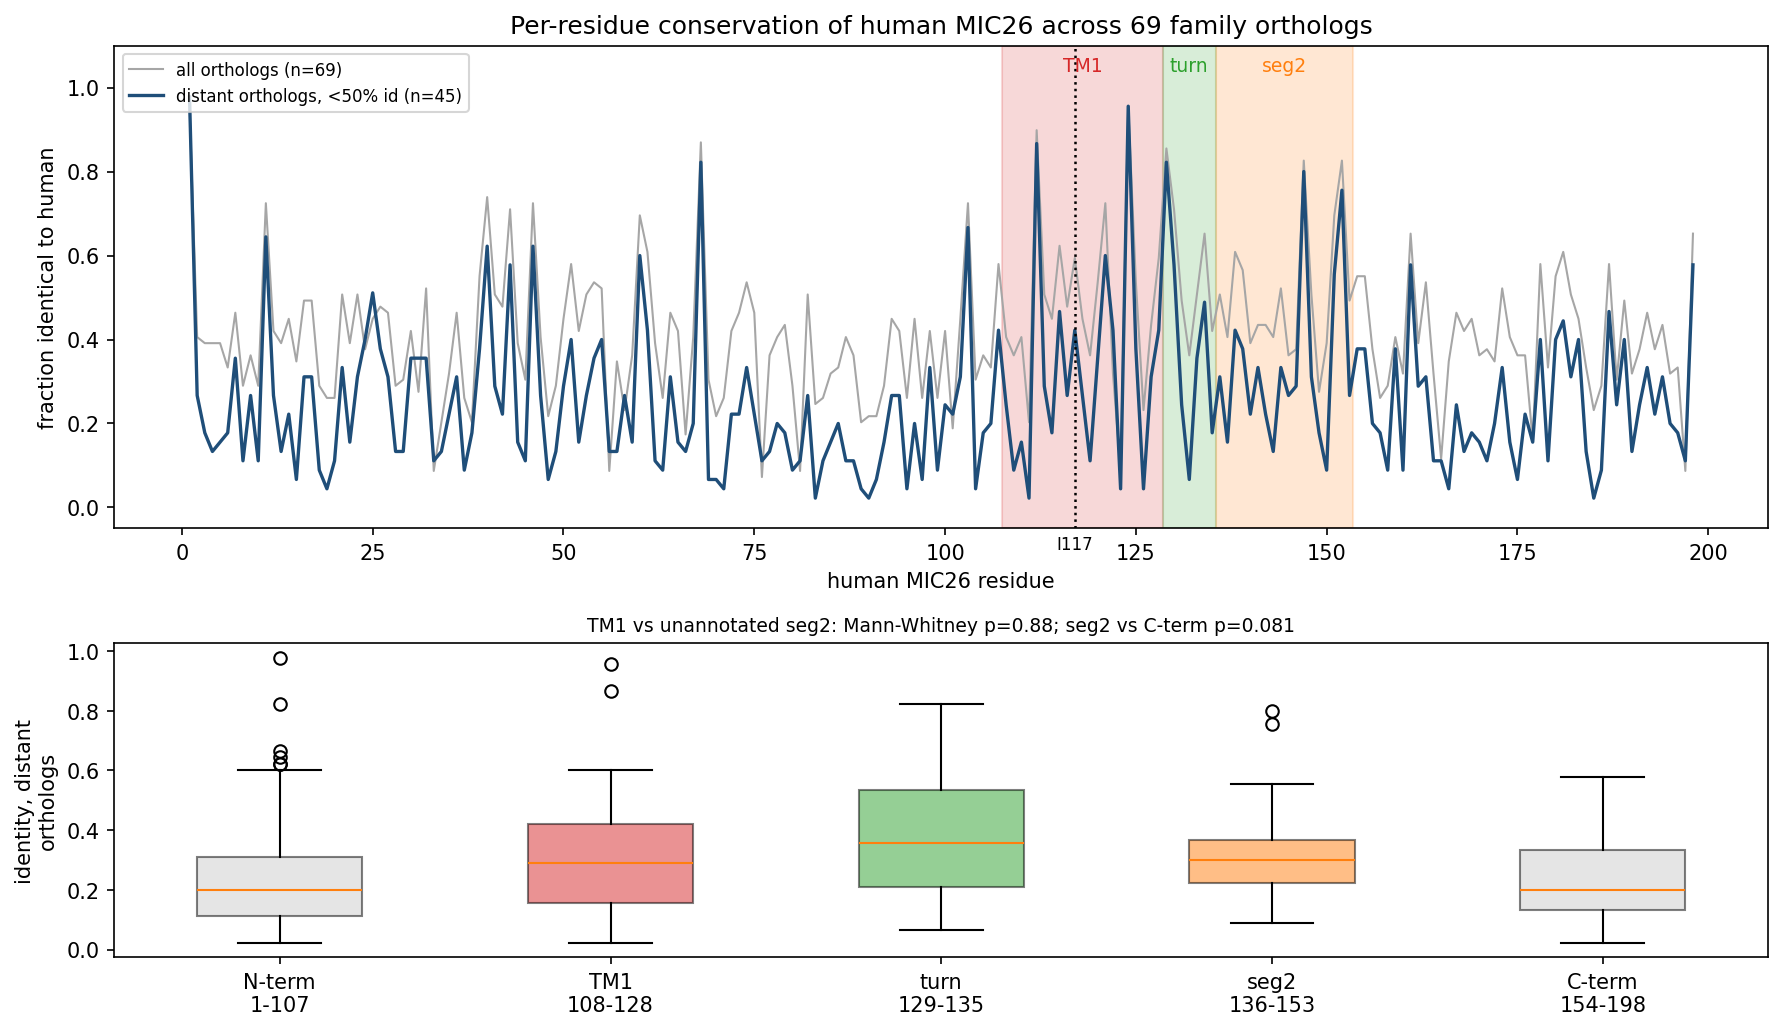 Per-residue conservation of human MIC26 across 69 family orthologs
all orthologs (n=69)
distant orthologs, <50% id (n=45)
TM1
turn
seg2
fraction identical to human
1.0
0.8
0.6
0.4
0.2
0.0
0
25
50
75
100
I117
125
150
175
200
human MIC26 residue
TM1 vs unannotated seg2: Mann-Whitney p=0.88; seg2 vs C-term p=0.081
identity, distant
orthologs
1.0
0.8
0.6
0.4
0.2
0.0
N-term
1-107
TM1
108-128
turn
129-135
seg2
136-153
C-term
154-198